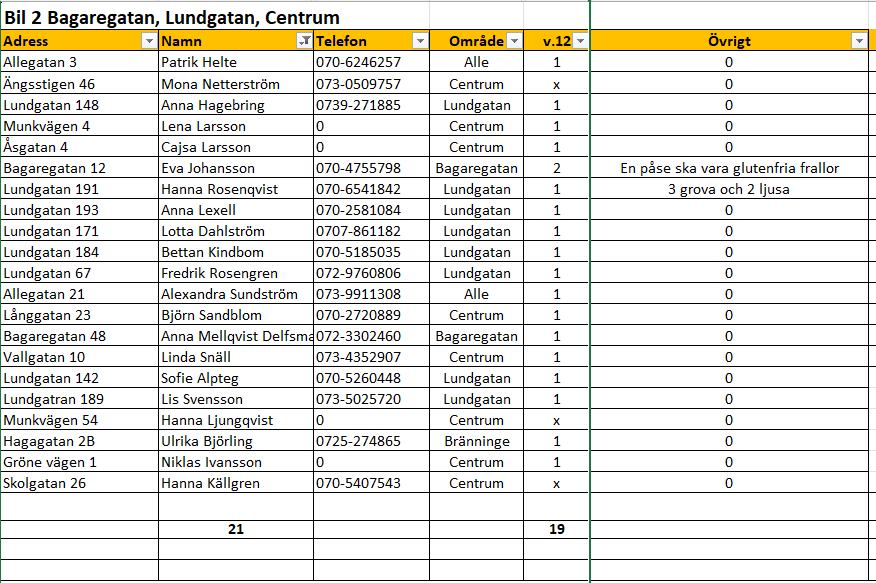 Bil 2 Bagaregatan, Lundgatan, Centrum
Adress Namn Telefon Område v.12 Övrigt
Allegatan 3 Patrik Helte 070-6246257 Alle 1 0
Ängsstigen 46 Mona Netterström 073-0509757 Centrum x 0
Lundgatan 148 Anna Hagebring 0739-271885 Lundgatan 1 0
Munkvägen 4 Lena Larsson 0 Centrum 1 0
Åsgatan 4 Cajsa Larsson 0 Centrum 1 0
Bagaregatan 12 Eva Johansson 070-4755798 Bagaregatan 2 En påse ska vara glutenfria frallor
Lundgatan 191 Hanna Rosenqvist 070-6541842 Lundgatan 1 3 grova och 2 ljusa
Lundgatan 193 Anna Lexell 070-2581084 Lundgatan 1 0
Lundgatan 171 Lotta Dahlström 0707-861182 Lundgatan 1 0
Lundgatan 184 Bettan Kindbom 070-5185035 Lundgatan 1 0
Lundgatan 67 Fredrik Rosengren 072-9760806 Lundgatan 1 0
Allegatan 21 Alexandra Sundström 073-9911308 Alle 1 0
Långgatan 23 Björn Sandblom 070-2720889 Centrum 1 0
Bagaregatan 48 Anna Mellqvist Delfsma 072-3302460 Bagaregatan 1 0
Vallgatan 10 Linda Snäll 073-4352907 Centrum 1 0
Lundgatan 142 Sofie Alpteg 070-5260448 Lundgatan 1 0
Lundgatran 189 Lis Svensson 073-5025720 Lundgatan 1 0
Munkvägen 54 Hanna Ljungqvist 0 Centrum x 0
Hagagatan 2B Ulrika Björling 0725-274865 Bränninge 1 0
Gröne vägen 1 Niklas Ivansson 0 Centrum 1 0
Skolgatan 26 Hanna Källgren 070-5407543 Centrum x 0
21 19